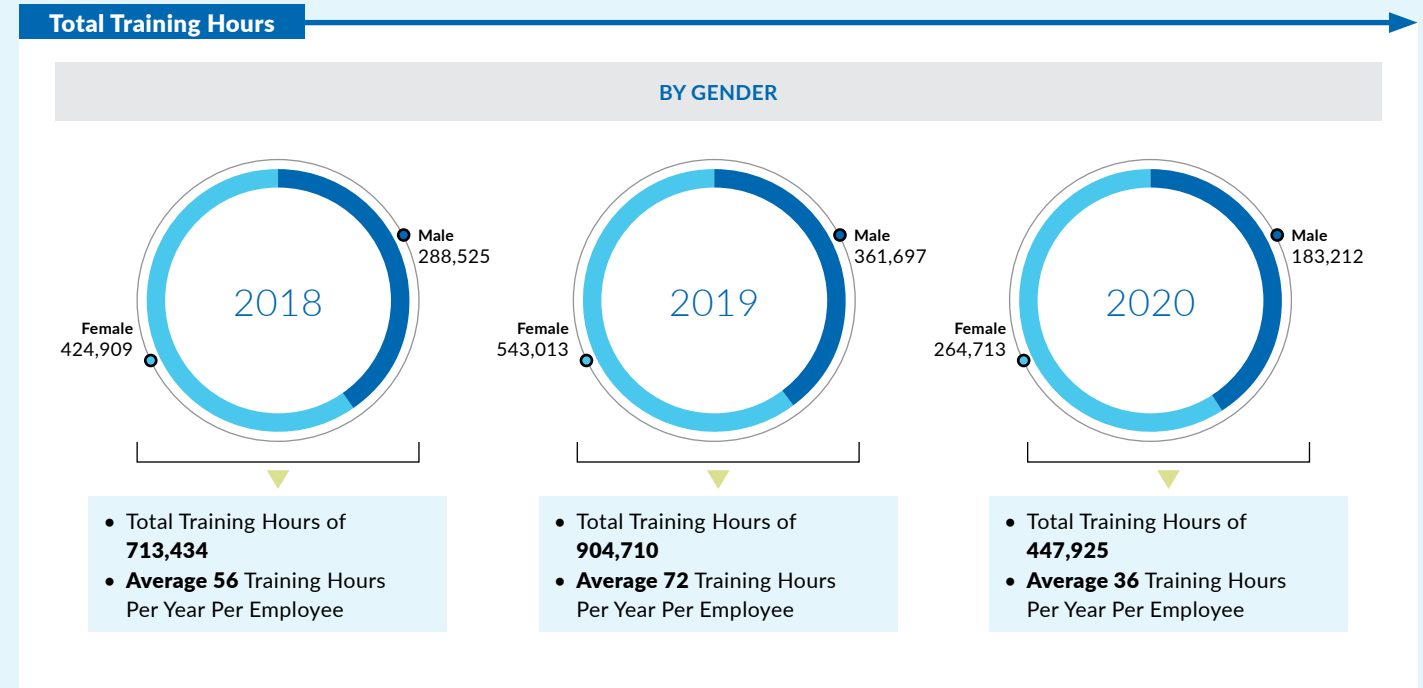 Total Training Hours
BY GENDER
2018
Male
288,525
Female
424,909
2019
Male
361,697
Female
543,013
2020
Male
183,212
Female
264,713
• Total Training Hours of
713,434
• Average 56 Training Hours
Per Year Per Employee
• Total Training Hours of
904,710
• Average 72 Training Hours
Per Year Per Employee
• Total Training Hours of
447,925
• Average 36 Training Hours
Per Year Per Employee